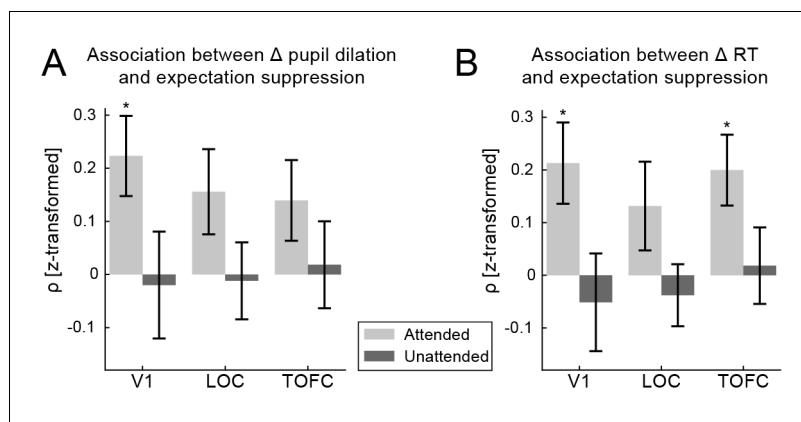 A
Association between Δ pupil dilation
and expectation suppression
*
0.3
0.2
0.1
0
-0.1
ρ [z-transformed]
V1
LOC
TOFC
Attended
Unattended
B
Association between Δ RT
and expectation suppression
*
*
0.3
0.2
0.1
0
-0.1
ρ [z-transformed]
V1
LOC
TOFC